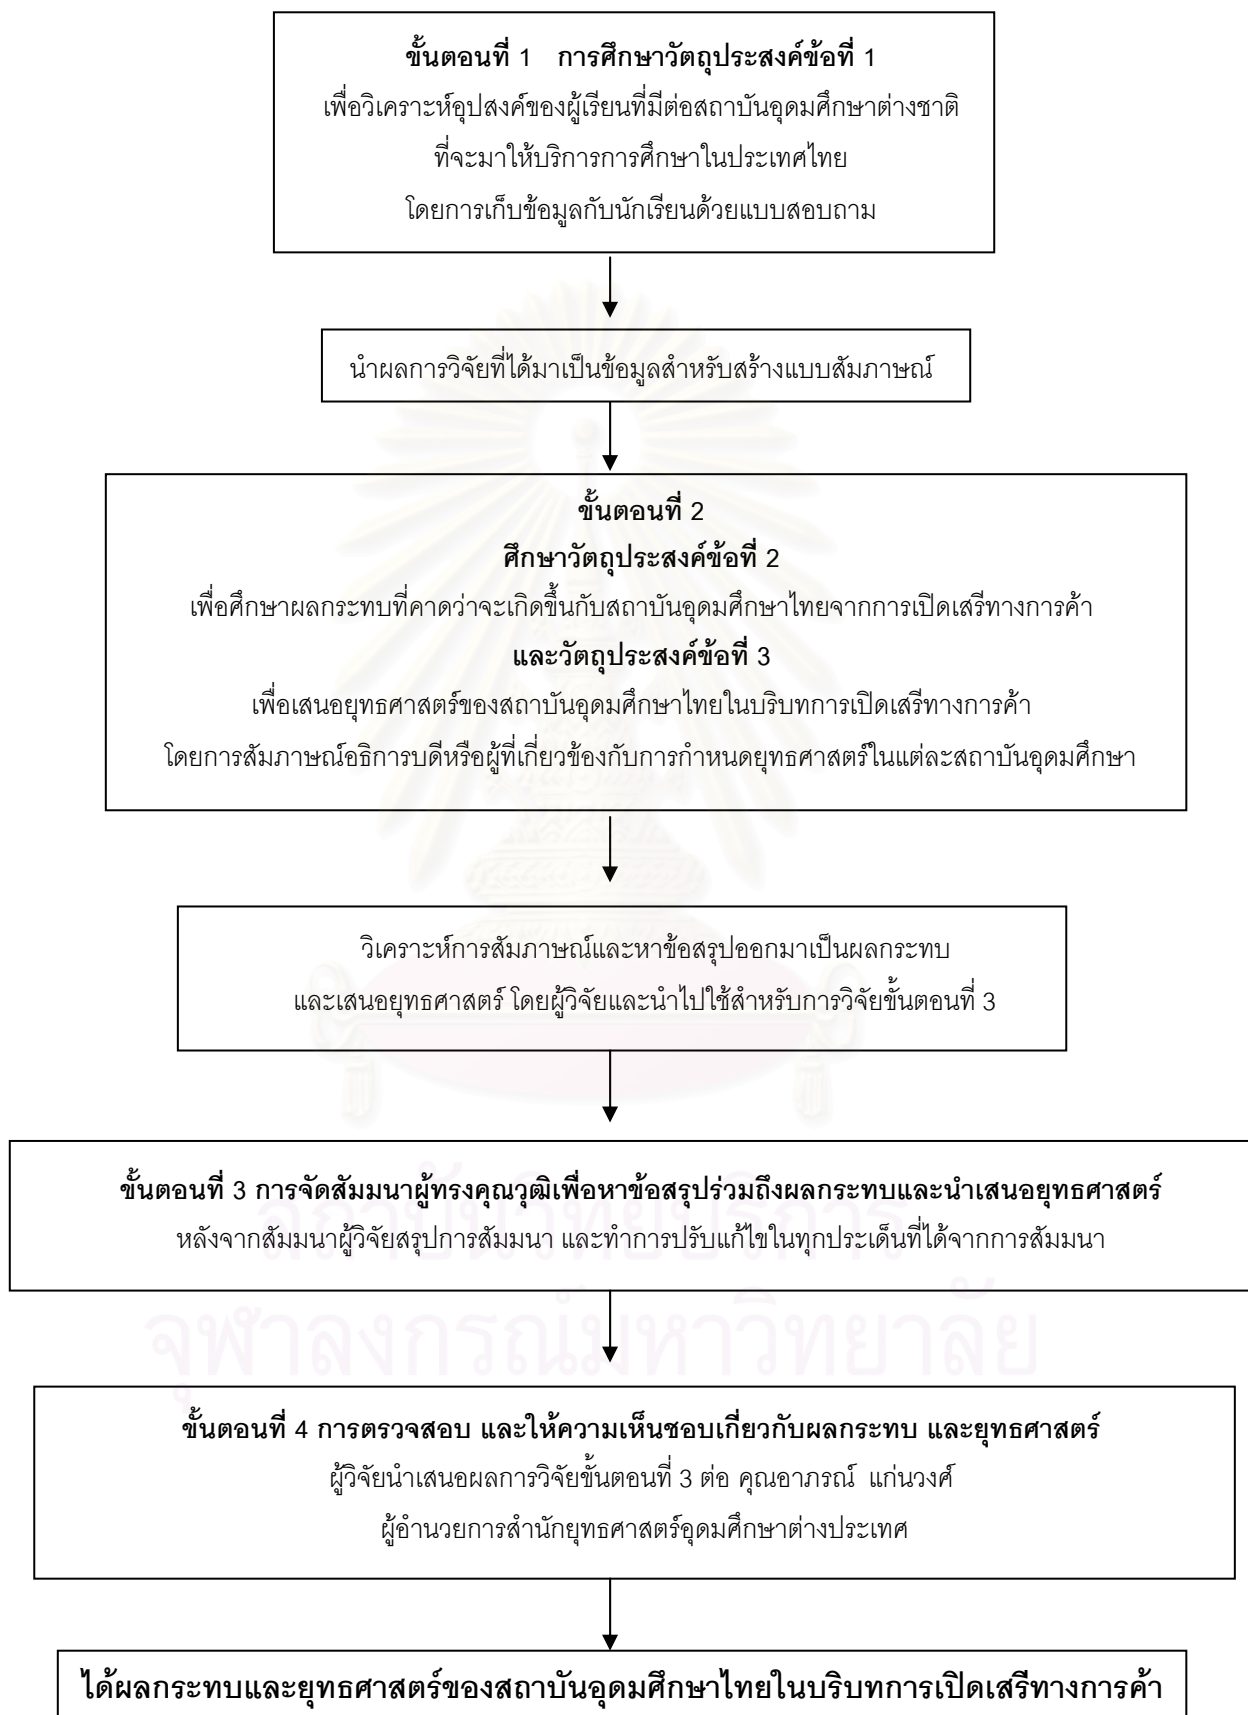 ขั้นตอนที่ 1 การศึกษาวัตถุประสงค์ข้อที่ 1
เพื่อวิเคราะห์อุปสงค์ของผู้เรียนที่มีต่อสถาบันอุดมศึกษาต่างชาติ
ที่จะมาให้บริการการศึกษาในประเทศไทย
โดยการเก็บข้อมูลกับนักเรียนด้วยแบบสอบถาม
นำผลการวิจัยที่ได้มาเป็นข้อมูลสำหรับสร้างแบบสัมภาษณ์
ขั้นตอนที่ 2
ศึกษาวัตถุประสงค์ข้อที่ 2
เพื่อศึกษาผลกระทบที่คาดว่าจะเกิดขึ้นกับสถาบันอุดมศึกษาไทยจากการเปิดเสรีทางการค้า
และวัตถุประสงค์ข้อที่ 3
เพื่อเสนอยุทธศาสตร์ของสถาบันอุดมศึกษาไทยในบริบทการเปิดเสรีทางการค้า
โดยการสัมภาษณ์อธิการบดีหรือผู้ที่เกี่ยวข้องกับการกำหนดยุทธศาสตร์ในแต่ละสถาบันอุดมศึกษา
วิเคราะห์การสัมภาษณ์และหาข้อสรุปออกมาเป็นผลกระทบ
และเสนอยุทธศาสตร์ โดยผู้วิจัยและนำไปใช้สำหรับการวิจัยขั้นตอนที่ 3
ขั้นตอนที่ 3 การจัดสัมมนาผู้ทรงคุณวุฒิเพื่อหาข้อสรุปร่วมถึงผลกระทบและนำเสนอยุทธศาสตร์
สถาบันวิทยบริการ
หลังจากสัมมนาผู้วิจัยสรุปการสัมมนา และทำการปรับแก้ไขในทุกประเด็นที่ได้จากการสัมมนา
จุฬาลงกรณ์มหาวิทยาลัย
ขั้นตอนที่ 4 การตรวจสอบ และให้ความเห็นชอบเกี่ยวกับผลกระทบ และยุทธศาสตร์
ผู้วิจัยนำเสนอผลการวิจัยขั้นตอนที่ 3 ต่อ คุณอาภรณ์ แก่นวงศ์
ผู้อำนวยการสำนักยุทธศาสตร์อุดมศึกษาต่างประเทศ
ได้ผลกระทบและยุทธศาสตร์ของสถาบันอุดมศึกษาไทยในบริบทการเปิดเสรีทางการค้า